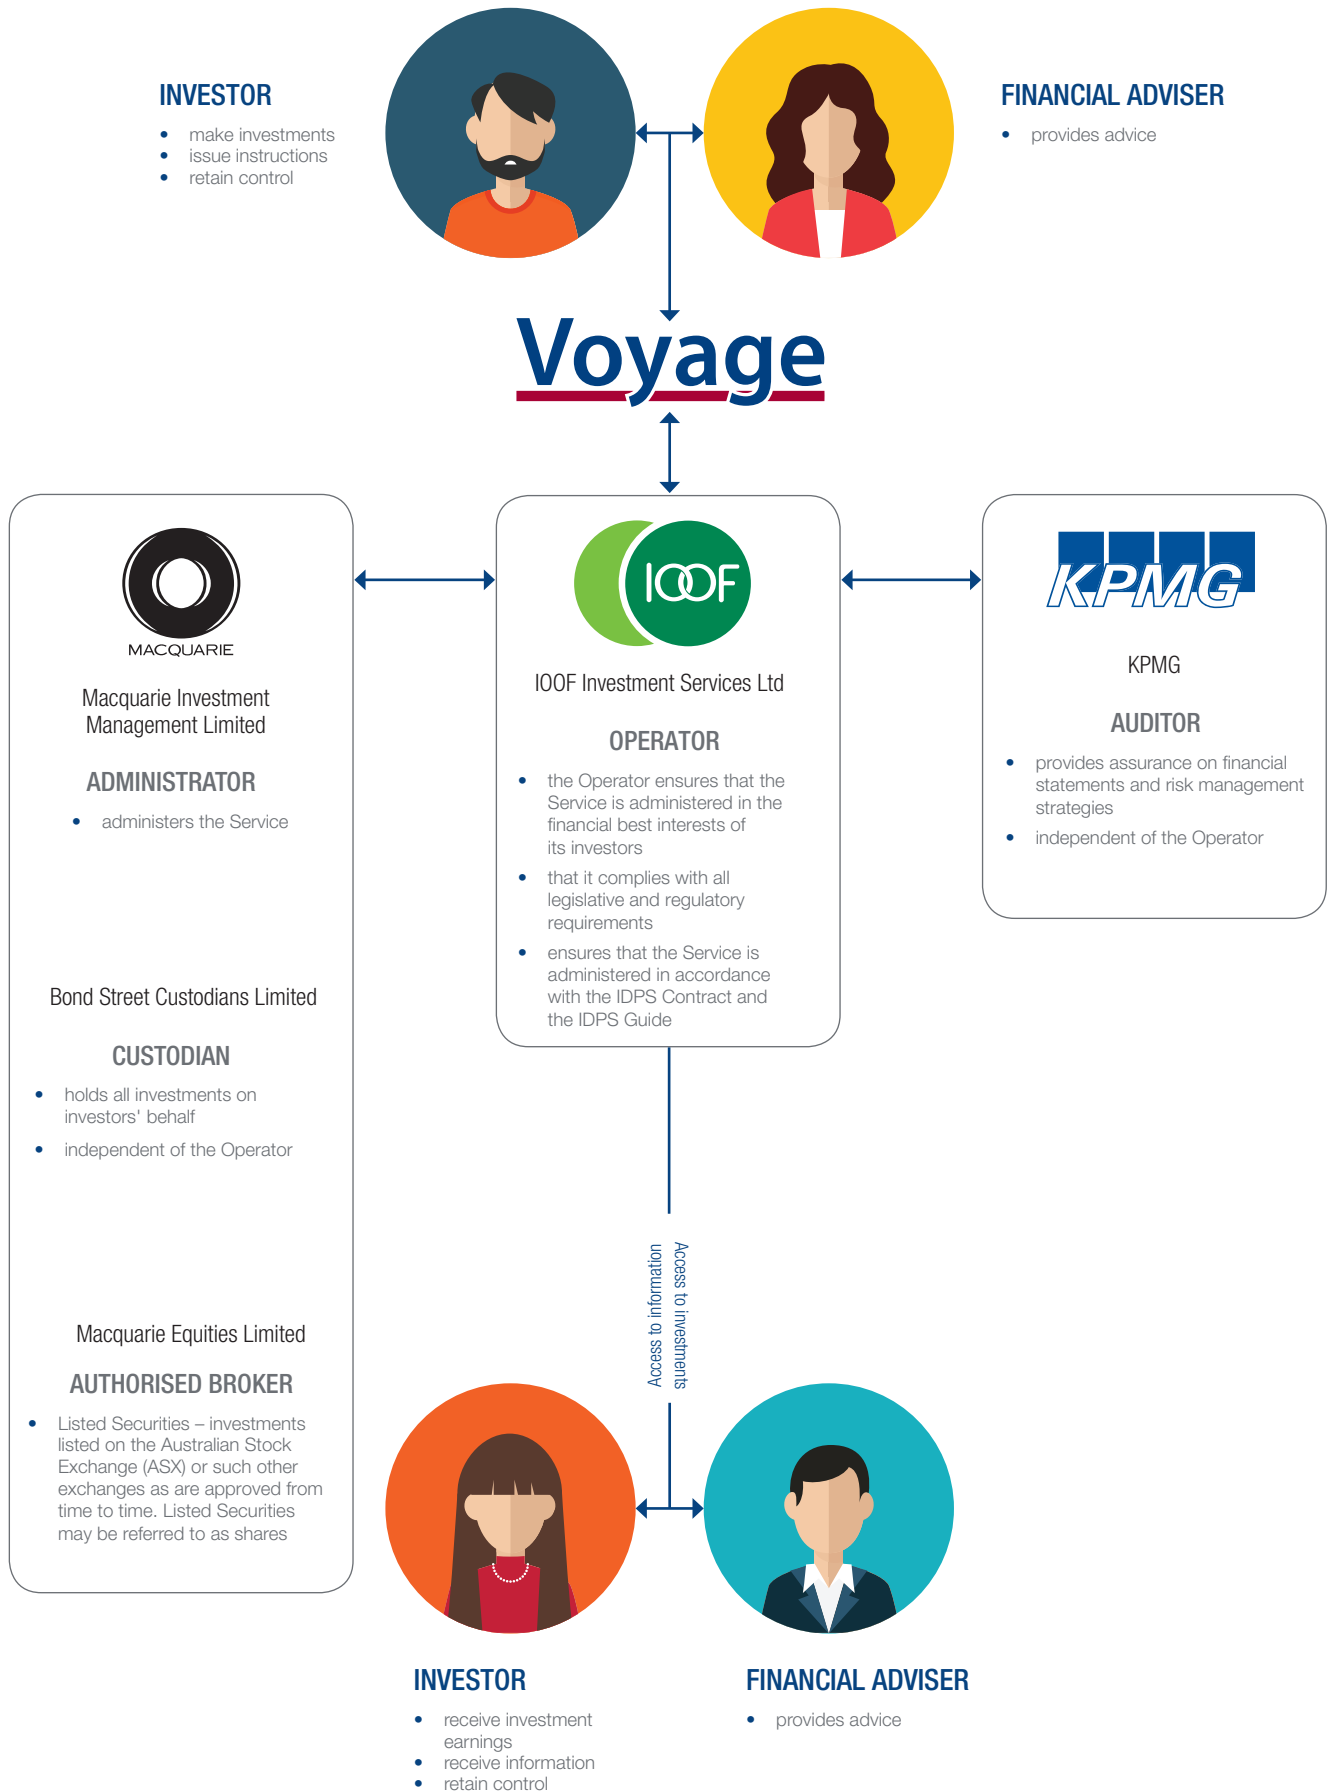 INVESTOR
• make investments
• issue instructions
• retain control
FINANCIAL ADVISER
• provides advice
Voyage
MACQUARIE
Macquarie Investment
Management Limited
ADMINISTRATOR
• administers the Service
Bond Street Custodians Limited
CUSTODIAN
• holds all investments on
investors' behalf
• independent of the Operator
Macquarie Equities Limited
AUTHORISED BROKER
• Listed Securities – investments
listed on the Australian Stock
Exchange (ASX) or such other
exchanges as are approved from
time to time. Listed Securities
may be referred to as shares
IOOF
IOOF Investment Services Ltd
OPERATOR
• the Operator ensures that the
Service is administered in the
financial best interests of
its investors
• that it complies with all
legislative and regulatory
requirements
• ensures that the Service is
administered in accordance
with the IDPS Contract and
the IDPS Guide
KPMG
KPMG
AUDITOR
• provides assurance on financial
statements and risk management
strategies
• independent of the Operator
Access to information
Access to investments
INVESTOR
• receive investment
earnings
• receive information
• retain control
FINANCIAL ADVISER
• provides advice